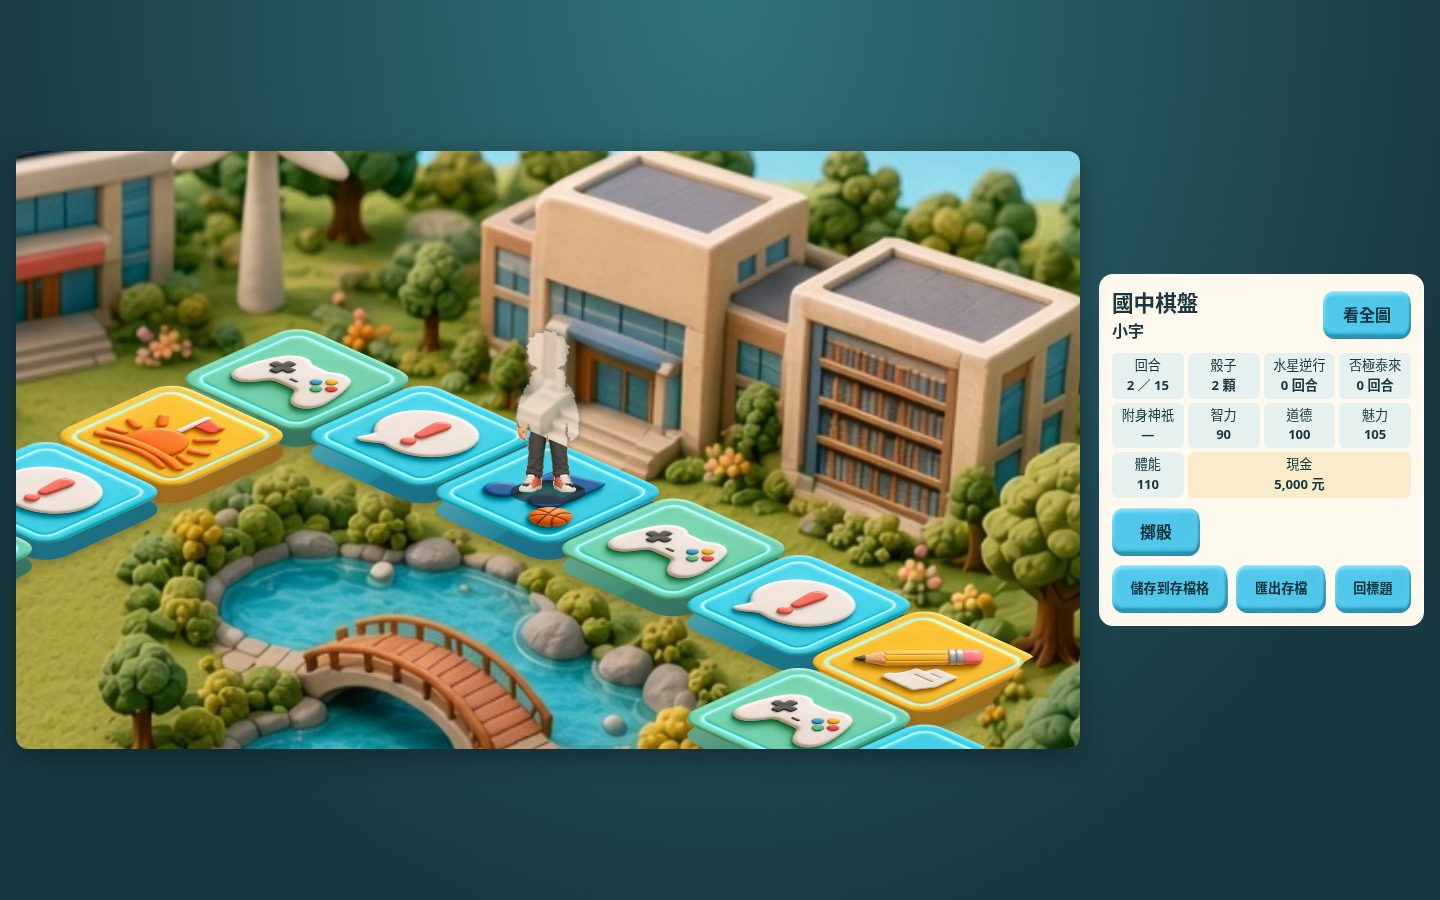 國中棋盤
小宇
看全圖
回合
2 ／ 15
骰子
2 顆
水星逆行
0 回合
否極泰來
0 回合
附身神祇
—
智力
90
道德
100
魅力
105
體能
110
現金
5,000 元
擲骰
儲存到存檔格
匯出存檔
回標題